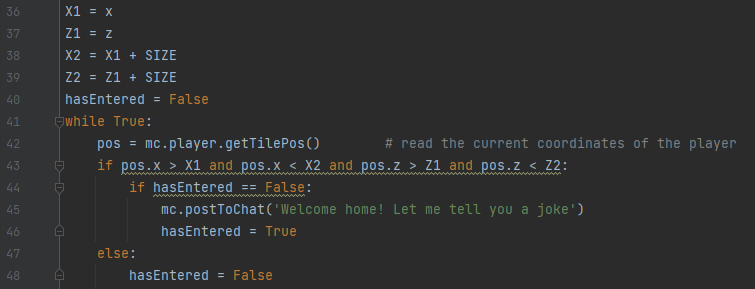 36 X1 = x
37 Z1 = z
38 X2 = X1 + SIZE
39 Z2 = Z1 + SIZE
40 hasEntered = False
41 while True:
42     pos = mc.player.getTilePos()        # read the current coordinates of the player
43     if pos.x > X1 and pos.x < X2 and pos.z > Z1 and pos.z < Z2:
44         if hasEntered == False:
45             mc.postToChat('Welcome home! Let me tell you a joke')
46             hasEntered = True
47     else:
48         hasEntered = False